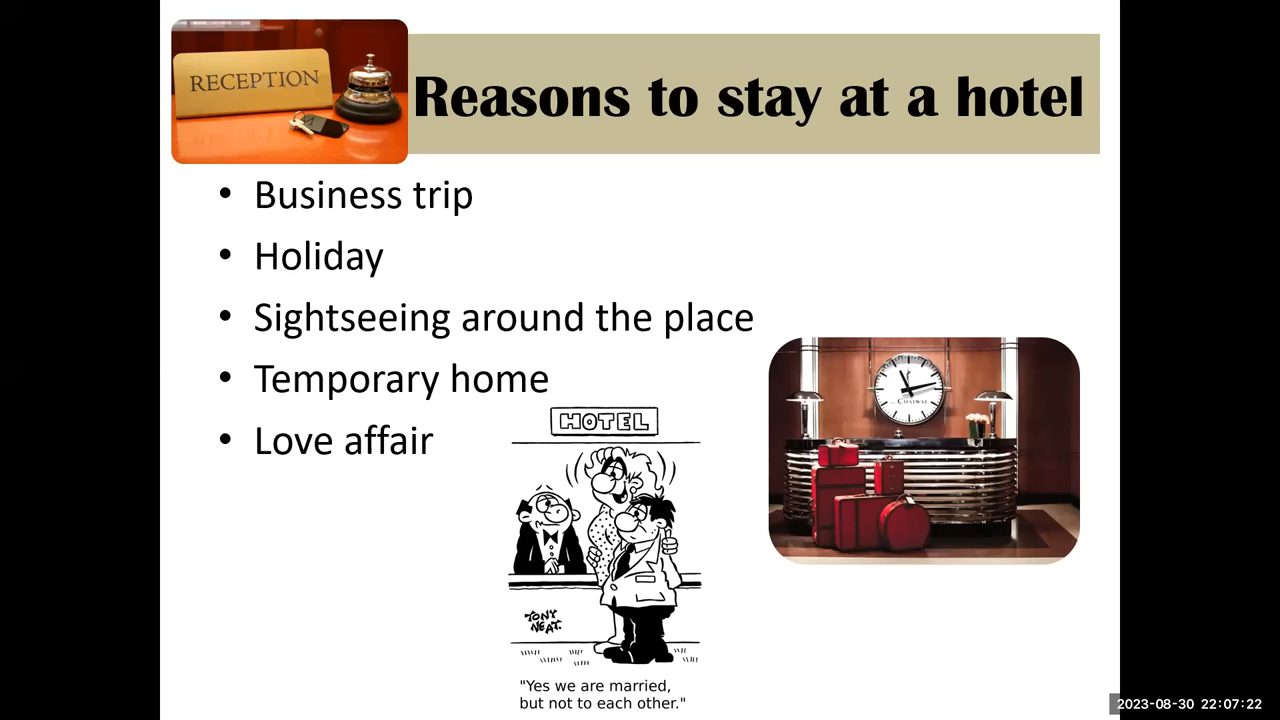 RECEPTION
Reasons to stay at a hotel
• Business trip
• Holiday
• Sightseeing around the place
• Temporary home
• Love affair
HOTEL
CHATWAL
TONY
NEAT.
"Yes we are married,
but not to each other."
2023-08-30 22:07:22